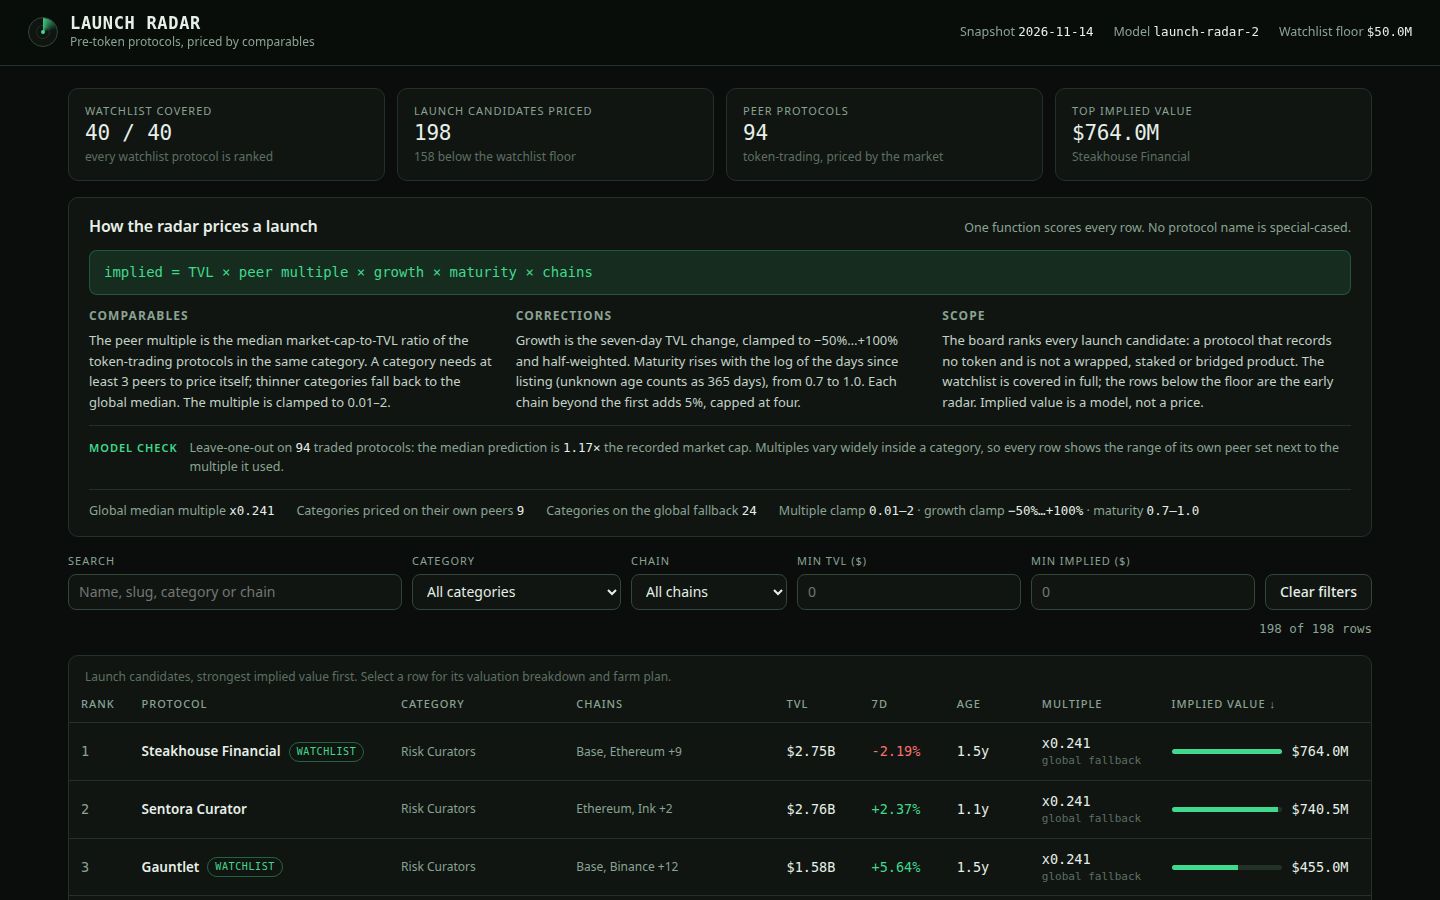 LAUNCH RADAR
Pre-token protocols, priced by comparables
Snapshot 2026-11-14 Model launch-radar-2 Watchlist floor $50.0M
WATCHLIST COVERED
40 / 40
every watchlist protocol is ranked
LAUNCH CANDIDATES PRICED
198
158 below the watchlist floor
PEER PROTOCOLS
94
token-trading, priced by the market
TOP IMPLIED VALUE
$764.0M
Steakhouse Financial
How the radar prices a launch
One function scores every row. No protocol name is special-cased.
implied = TVL × peer multiple × growth × maturity × chains
COMPARABLES
The peer multiple is the median market-cap-to-TVL ratio of the
token-trading protocols in the same category. A category needs at
least 3 peers to price itself; thinner categories fall back to the
global median. The multiple is clamped to 0.01–2.
CORRECTIONS
Growth is the seven-day TVL change, clamped to −50%…+100%
and half-weighted. Maturity rises with the log of the days since
listing (unknown age counts as 365 days), from 0.7 to 1.0. Each
chain beyond the first adds 5%, capped at four.
SCOPE
The board ranks every launch candidate: a protocol that records
no token and is not a wrapped, staked or bridged product. The
watchlist is covered in full; the rows below the floor are the early
radar. Implied value is a model, not a price.
MODEL CHECK Leave-one-out on 94 traded protocols: the median prediction is 1.17× the recorded market cap. Multiples vary widely inside a category, so every row shows the range of its own peer set next to the
multiple it used.
Global median multiple x0.241 Categories priced on their own peers 9 Categories on the global fallback 24 Multiple clamp 0.01–2 · growth clamp −50%…+100% · maturity 0.7–1.0
SEARCH CATEGORY CHAIN MIN TVL ($) MIN IMPLIED ($)
Name, slug, category or chain All categories All chains 0 0 Clear filters
198 of 198 rows
Launch candidates, strongest implied value first. Select a row for its valuation breakdown and farm plan.
RANK PROTOCOL CATEGORY CHAINS TVL 7D AGE MULTIPLE IMPLIED VALUE ↓
1 Steakhouse Financial WATCHLIST Risk Curators Base, Ethereum +9 $2.75B -2.19% 1.5y x0.241 $764.0M
global fallback
2 Sentora Curator Risk Curators Ethereum, Ink +2 $2.76B +2.37% 1.1y x0.241 $740.5M
global fallback
3 Gauntlet WATCHLIST Risk Curators Base, Binance +12 $1.58B +5.64% 1.5y x0.241 $455.0M
global fallback